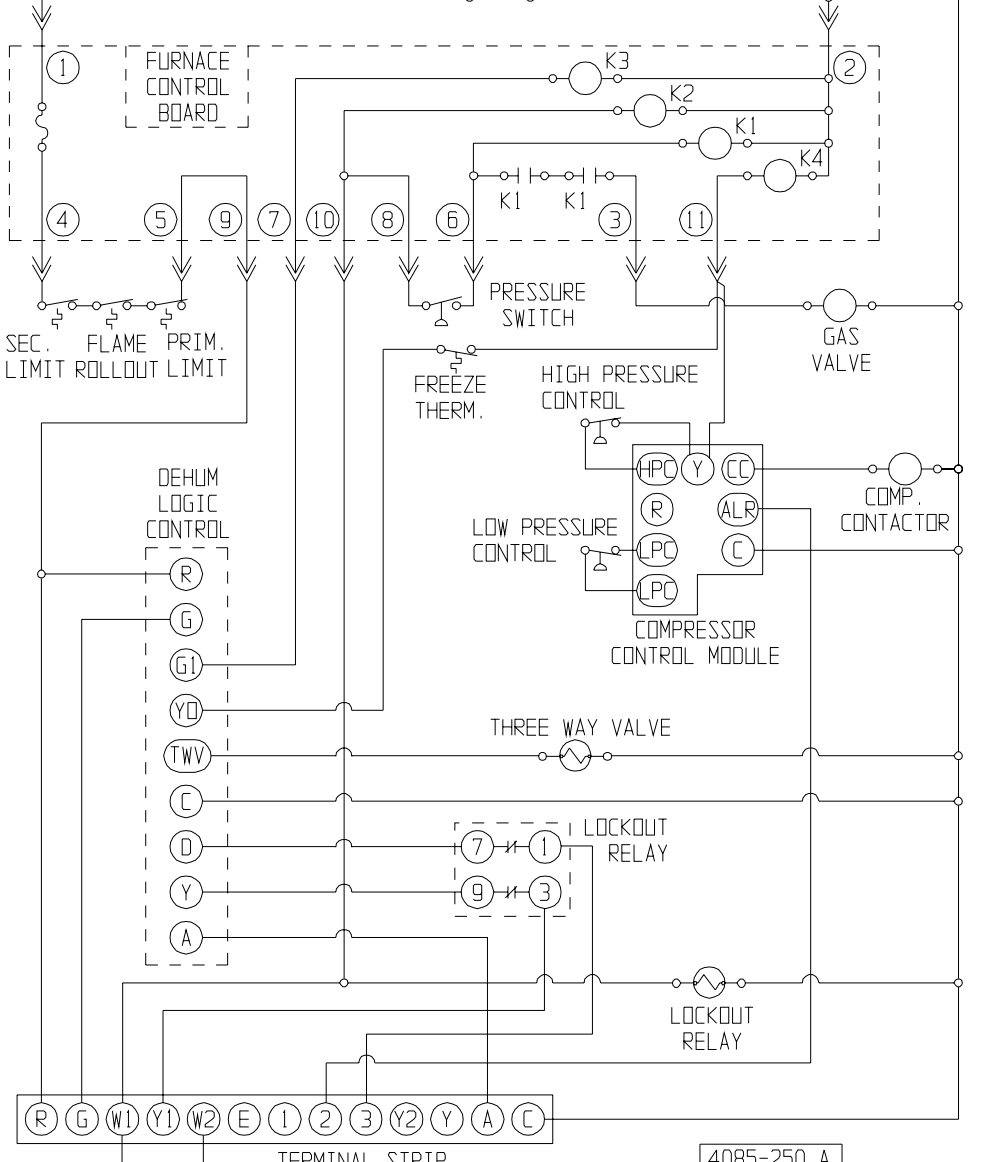 1
FURNACE
CONTROL
BOARD
K3
2
K2
K1
K4
K1 K1
4 5 9 7 10 8 6 3 11
PRESSURE
SWITCH
SEC. FLAME PRIM.
LIMIT ROLLOUT LIMIT
GAS
VALVE
FREEZE
THERM.
HIGH PRESSURE
CONTROL
HPC Y CC
COMP.
CONTACTOR
R ALR
LOW PRESSURE
CONTROL
LPC C
LPC
COMPRESSOR
CONTROL MODULE
DEHUM
LOGIC
CONTROL
R
G
G1
YO
TWV
C
D
Y
A
THREE WAY VALVE
LOCKOUT
RELAY
7 1
9 3
LOCKOUT
RELAY
R G W1 Y1 W2 E 1 2 3 Y2 Y A C
TERMINAL STRIP
4085-250 A